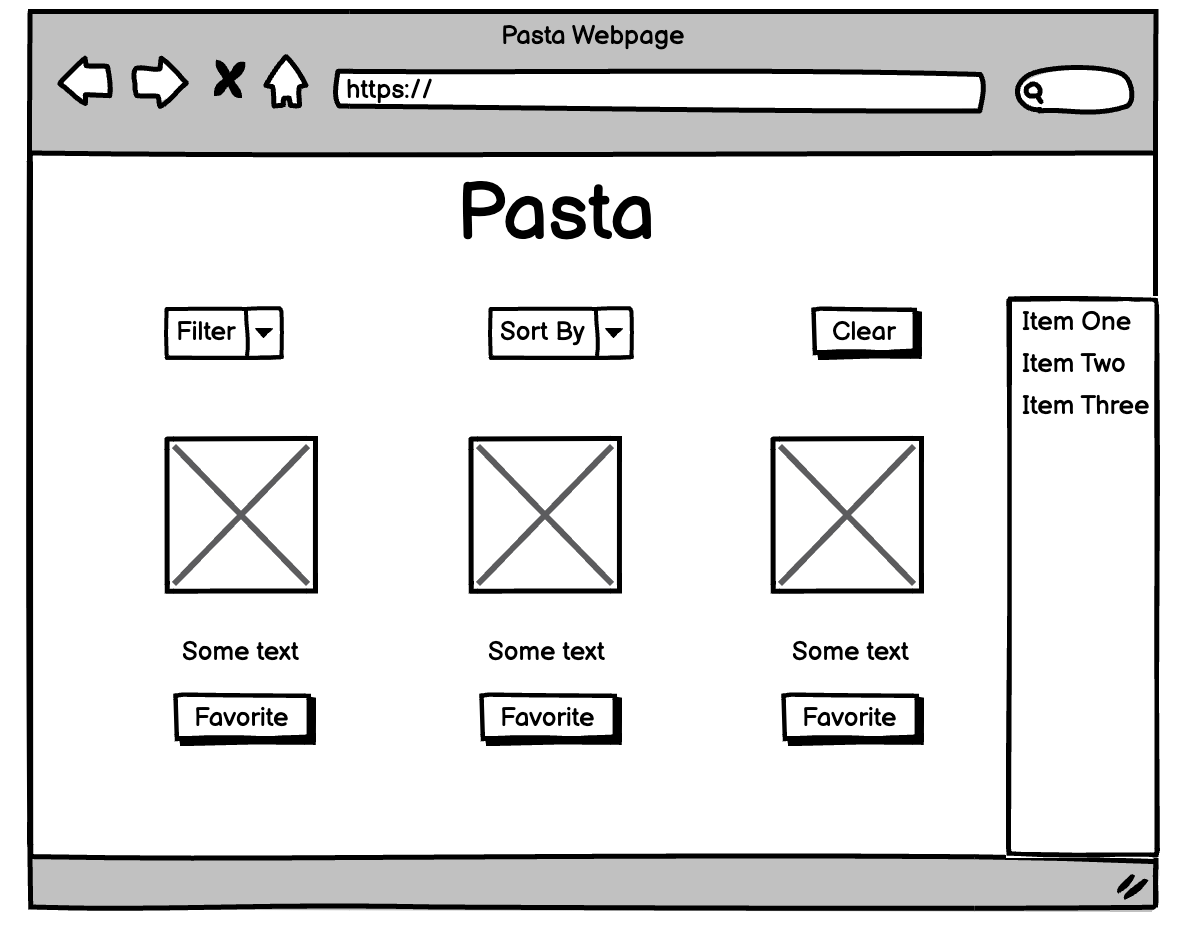 Pasta Webpage
https://
Pasta
Filter
Sort By
Clear
Item One
Item Two
Item Three
Some text
Some text
Some text
Favorite
Favorite
Favorite